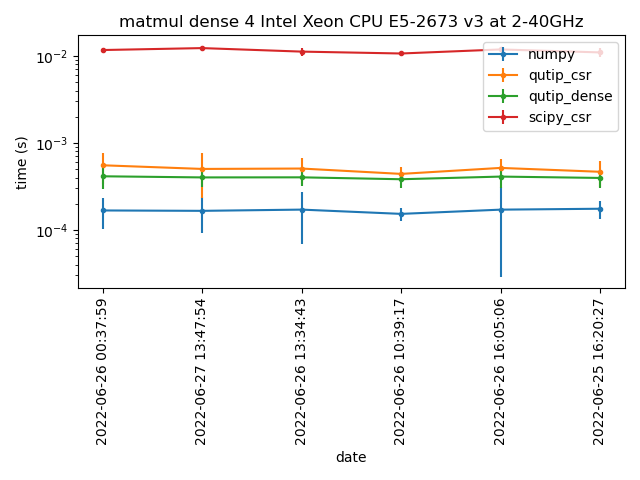 matmul dense 4 Intel Xeon CPU E5-2673 v3 at 2-40GHz
numpy
qutip_csr
qutip_dense
scipy_csr
10⁻²
10⁻³
10⁻⁴
time (s)
2022-06-26 00:37:59
2022-06-27 13:47:54
2022-06-26 13:34:43
2022-06-26 10:39:17
2022-06-26 16:05:06
2022-06-25 16:20:27
date